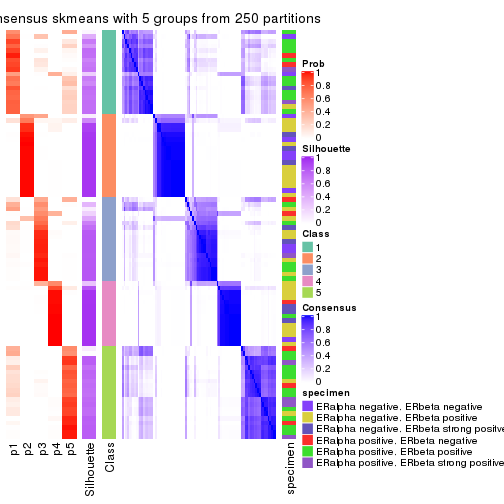 nsensus skmeans with 5 groups from 250 partitions
Prob
1
0.8
0.6
0.4
0.2
0
Silhouette
1
0.8
0.6
0.4
0.2
0
Class
1
2
3
4
5
Consensus
1
0.8
0.6
0.4
0.2
0
specimen
ERalpha negative. ERbeta negative
ERalpha negative. ERbeta positive
ERalpha negative. ERbeta strong positive
ERalpha positive. ERbeta negative
ERalpha positive. ERbeta positive
ERalpha positive. ERbeta strong positive
p1
p2
p3
p4
p5
Silhouette
Class
specimen